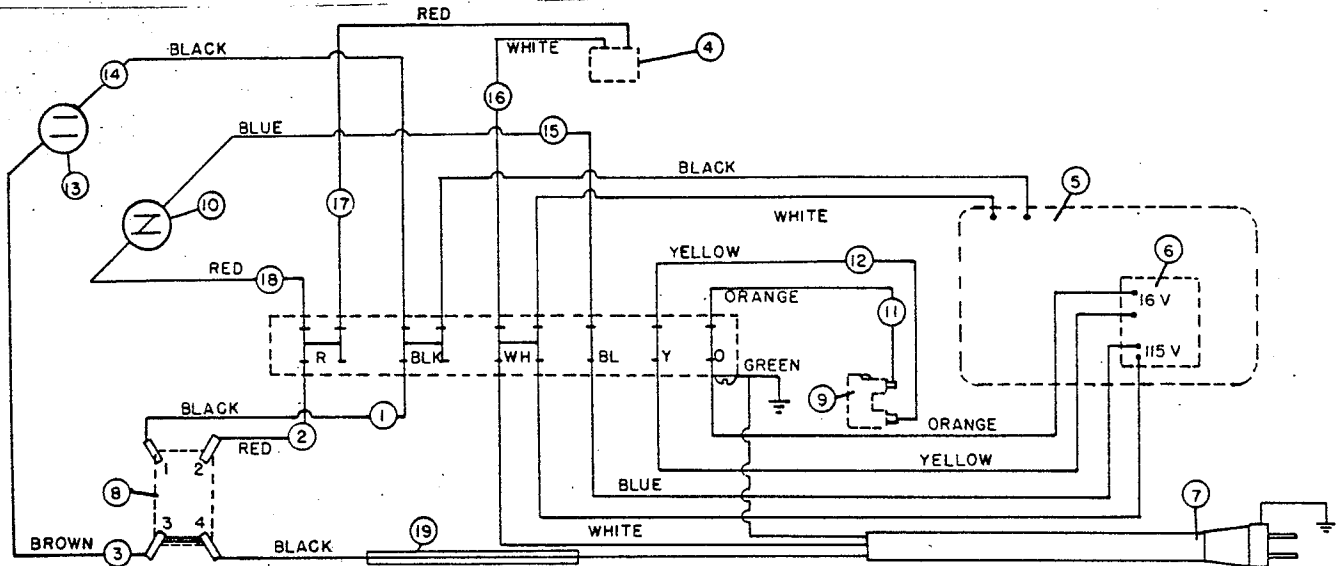 RED
WHITE
4
BLACK
14
16
BLUE
15
13
BLACK
5
17
10
WHITE
YELLOW
12
6
RED
18
ORANGE
16 V
11
R
BLK
WH
BL
Y
O
115 V
GREEN
9
BLACK
1
ORANGE
2
RED
1
2
YELLOW
8
BLUE
7
3
4
19
WHITE
BROWN
3
BLACK